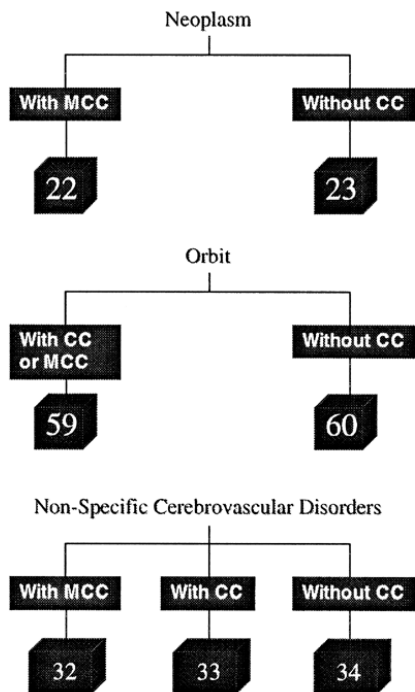 Neoplasm
With MCC
Without CC
22
23
Orbit
With CC
or MCC
Without CC
59
60
Non-Specific Cerebrovascular Disorders
With MCC
With CC
Without CC
32
33
34